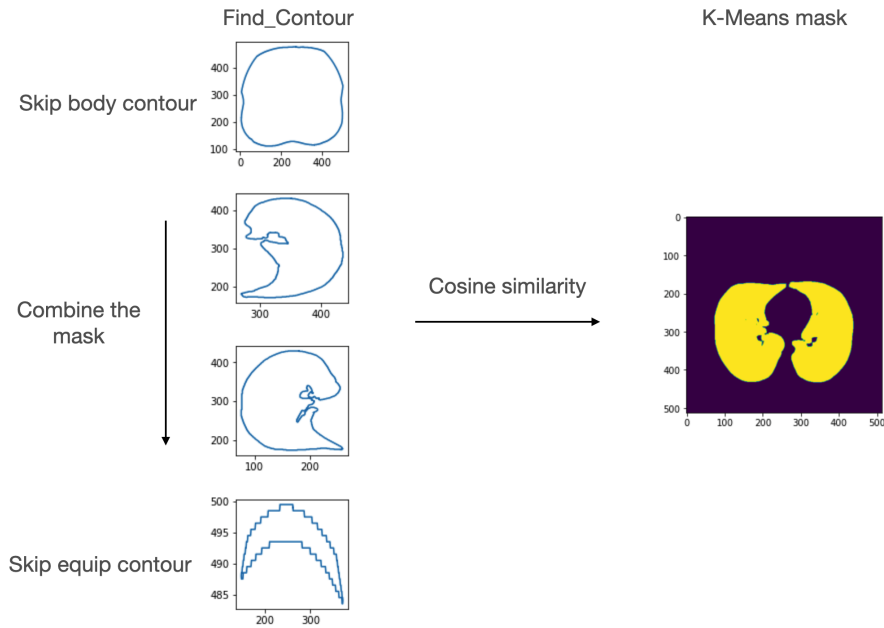 Find_Contour
K-Means mask
400
300
200
100
0 200 400
Skip body contour
400
300
200
300 400
Combine the
mask
Cosine similarity
0
100
200
300
400
500
0 100 200 300 400 500
400
300
200
100 200
500
495
490
485
200 300
Skip equip contour